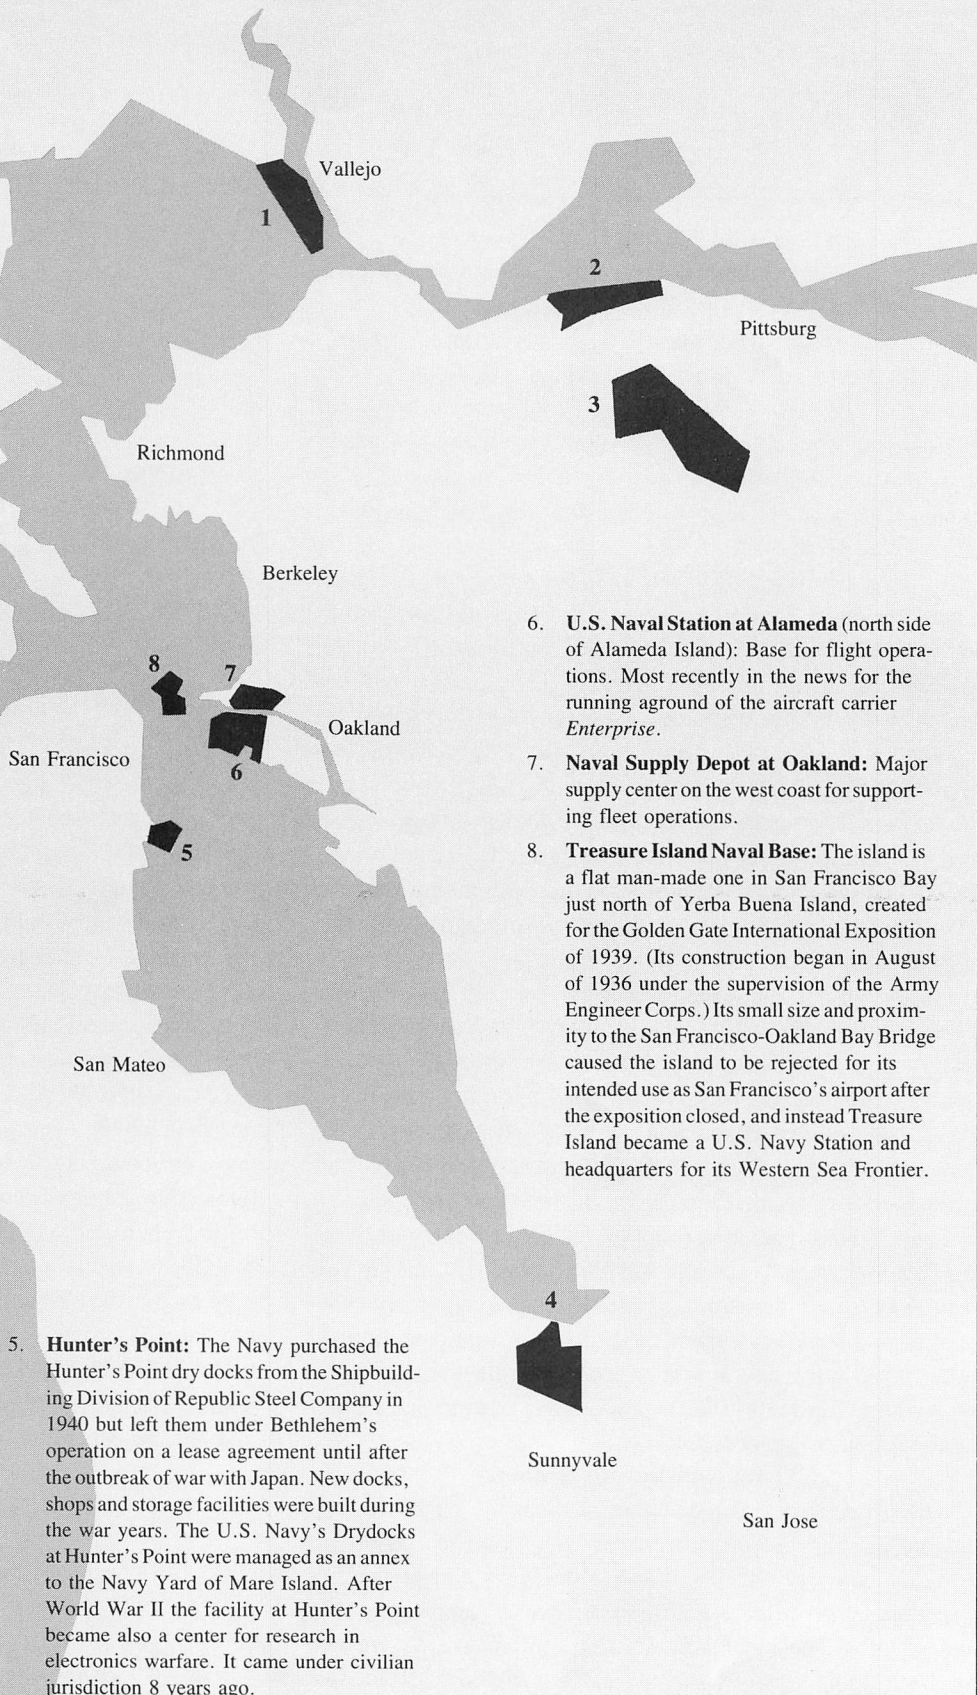 Vallejo
1
2
Pittsburg
3
Richmond
Berkeley
8
7
Oakland
San Francisco
6
5
San Mateo
4
Sunnyvale
San Jose
6. U.S. Naval Station at Alameda (north side
of Alameda Island): Base for flight opera-
tions. Most recently in the news for the
running aground of the aircraft carrier
Enterprise.
7. Naval Supply Depot at Oakland: Major
supply center on the west coast for support-
ing fleet operations.
8. Treasure Island Naval Base: The island is
a flat man-made one in San Francisco Bay
just north of Yerba Buena Island, created
for the Golden Gate International Exposition
of 1939. (Its construction began in August
of 1936 under the supervision of the Army
Engineer Corps.) Its small size and proxim-
ity to the San Francisco-Oakland Bay Bridge
caused the island to be rejected for its
intended use as San Francisco's airport after
the exposition closed, and instead Treasure
Island became a U.S. Navy Station and
headquarters for its Western Sea Frontier.
5. Hunter's Point: The Navy purchased the
Hunter's Point dry docks from the Shipbuild-
ing Division of Republic Steel Company in
1940 but left them under Bethlehem's
operation on a lease agreement until after
the outbreak of war with Japan. New docks,
shops and storage facilities were built during
the war years. The U.S. Navy's Drydocks
at Hunter's Point were managed as an annex
to the Navy Yard of Mare Island. After
World War II the facility at Hunter's Point
became also a center for research in
electronics warfare. It came under civilian
jurisdiction 8 years ago.